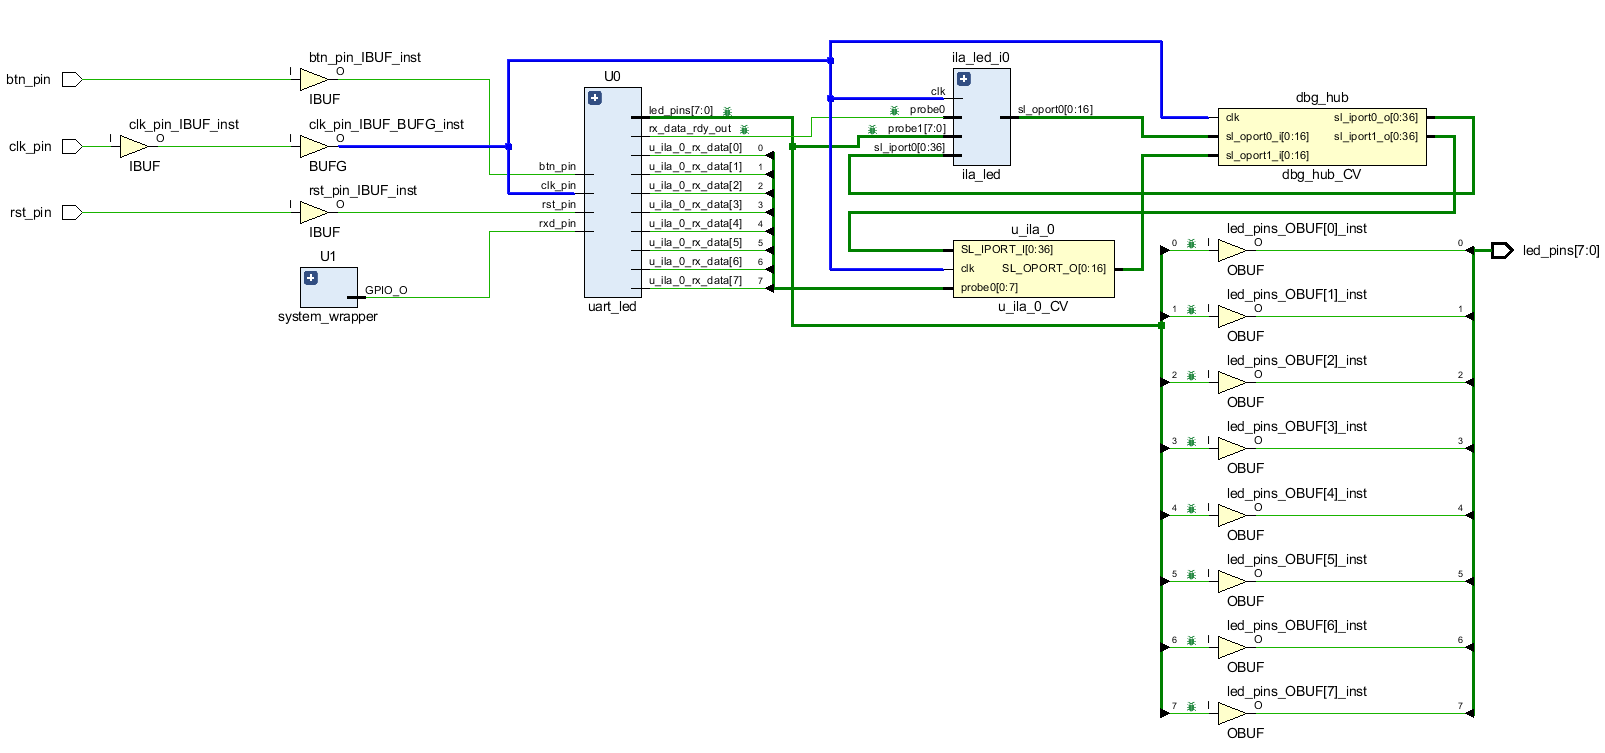 btn_pin
I
btn_pin_IBUF_inst
O
IBUF
clk_pin
clk_pin_IBUF_inst
I
O
IBUF
clk_pin_IBUF_BUFG_inst
I
O
BUFG
rst_pin
rst_pin_IBUF_inst
I
O
IBUF
U1
GPIO_O
system_wrapper
U0
btn_pin
clk_pin
rst_pin
rxd_pin
led_pins[7:0]
rx_data_rdy_out
u_ila_0_rx_data[0] 0
u_ila_0_rx_data[1] 1
u_ila_0_rx_data[2] 2
u_ila_0_rx_data[3] 3
u_ila_0_rx_data[4] 4
u_ila_0_rx_data[5] 5
u_ila_0_rx_data[6] 6
u_ila_0_rx_data[7] 7
uart_led
ila_led_i0
clk
probe0
probe1[7:0]
sl_iport0[0:36]
sl_oport0[0:16]
ila_led
dbg_hub
clk
sl_oport0_i[0:16]
sl_oport1_i[0:16]
sl_iport0_o[0:36]
sl_iport1_o[0:36]
dbg_hub_CV
u_ila_0
SL_IPORT_I[0:36]
clk
probe0[0:7]
SL_OPORT_O[0:16]
u_ila_0_CV
led_pins_OBUF[0]_inst
0 I O 0
OBUF
led_pins[7:0]
led_pins_OBUF[1]_inst
1 I O 1
OBUF
led_pins_OBUF[2]_inst
2 I O 2
OBUF
led_pins_OBUF[3]_inst
3 I O 3
OBUF
led_pins_OBUF[4]_inst
4 I O 4
OBUF
led_pins_OBUF[5]_inst
5 I O 5
OBUF
led_pins_OBUF[6]_inst
6 I O 6
OBUF
led_pins_OBUF[7]_inst
7 I O 7
OBUF